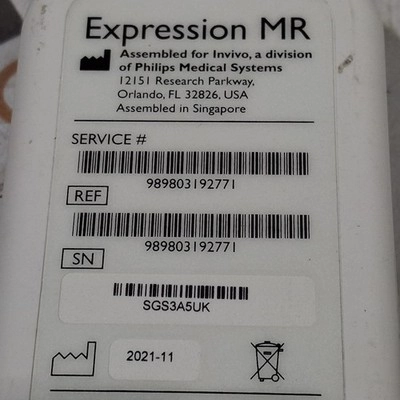 Expression MR
Assembled for Invivo, a division
of Philips Medical Systems
12151 Research Parkway,
Orlando, FL 32826, USA
Assembled in Singapore
SERVICE #
989803192771
REF
989803192771
SN
SGS3A5UK
2021-11